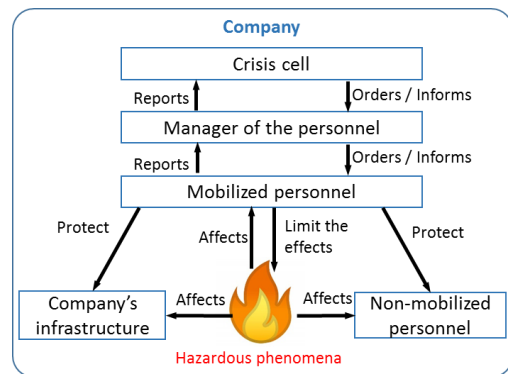 Company
Crisis cell
Reports
Orders / Informs
Manager of the personnel
Reports
Orders / Informs
Mobilized personnel
Protect
Affects
Limit the
effects
Protect
Company's
infrastructure
Affects
Affects
Non-mobilized
personnel
Hazardous phenomena